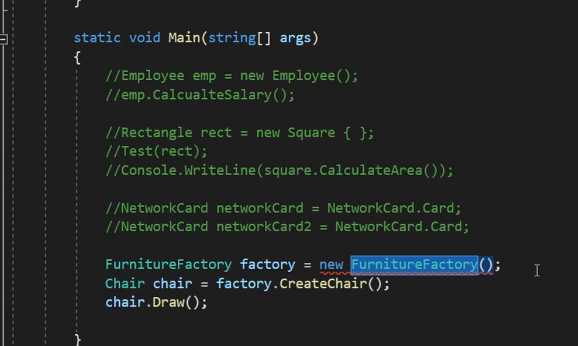 }
static void Main(string[] args)
{
//Employee emp = new Employee();
//emp.CalcualteSalary();
//Rectangle rect = new Square { };
//Test(rect);
//Console.WriteLine(square.CalculateArea());
//NetworkCard networkCard = NetworkCard.Card;
//NetworkCard networkCard2 = NetworkCard.Card;
FurnitureFactory factory = new FurnitureFactory();
Chair chair = factory.CreateChair();
chair.Draw();
}